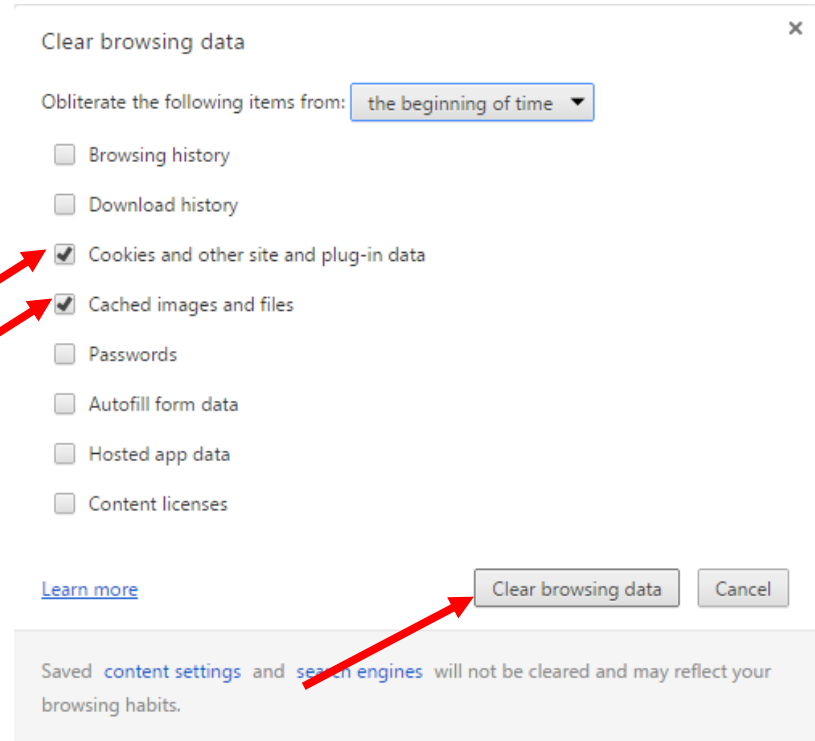 Clear browsing data
Obliterate the following items from: the beginning of time
Browsing history
Download history
Cookies and other site and plug-in data
Cached images and files
Passwords
Autofill form data
Hosted app data
Content licenses
Learn more Clear browsing data Cancel
Saved content settings and search engines will not be cleared and may reflect your
browsing habits.